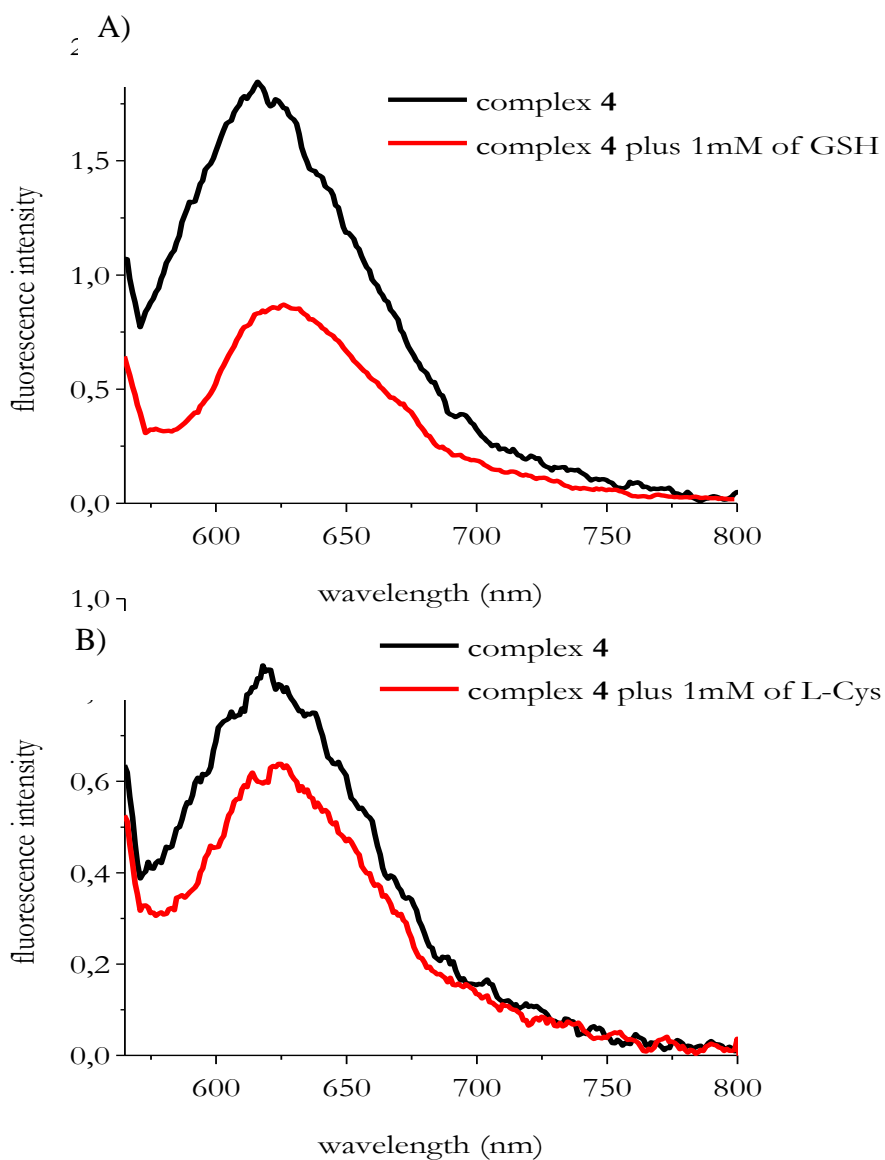 A)
complex 4
complex 4 plus 1mM of GSH
fluorescence intensity
1,5
1,0
0,5
0,0
600 650 700 750 800
wavelength (nm)
1,0
B)
complex 4
complex 4 plus 1mM of L-Cys
fluorescence intensity
0,6
0,4
0,2
0,0
600 650 700 750 800
wavelength (nm)